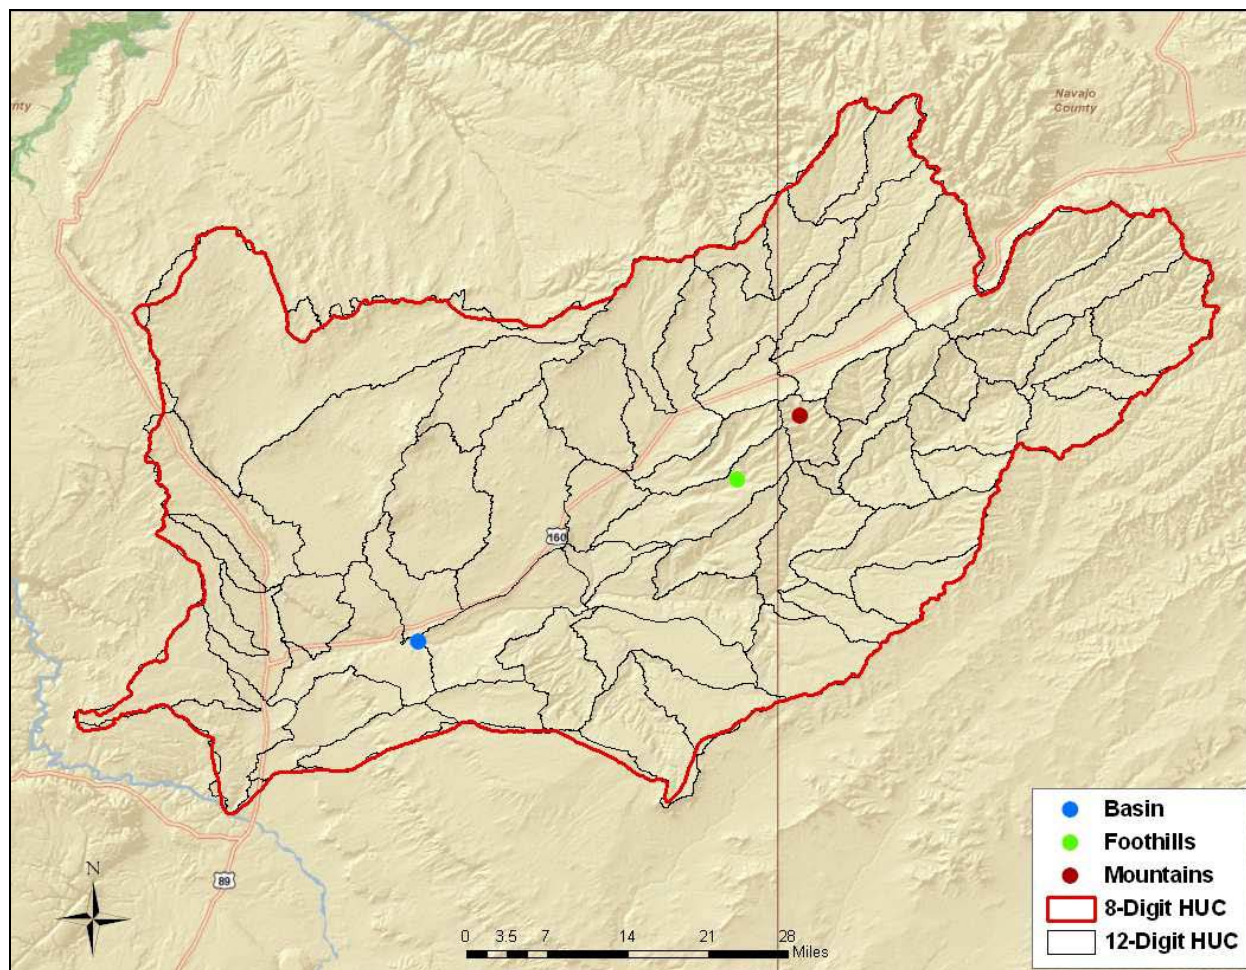 unty
Navajo
County
160
89
N
0 3.5 7 14 21 28
Miles
Basin
Foothills
Mountains
8-Digit HUC
12-Digit HUC